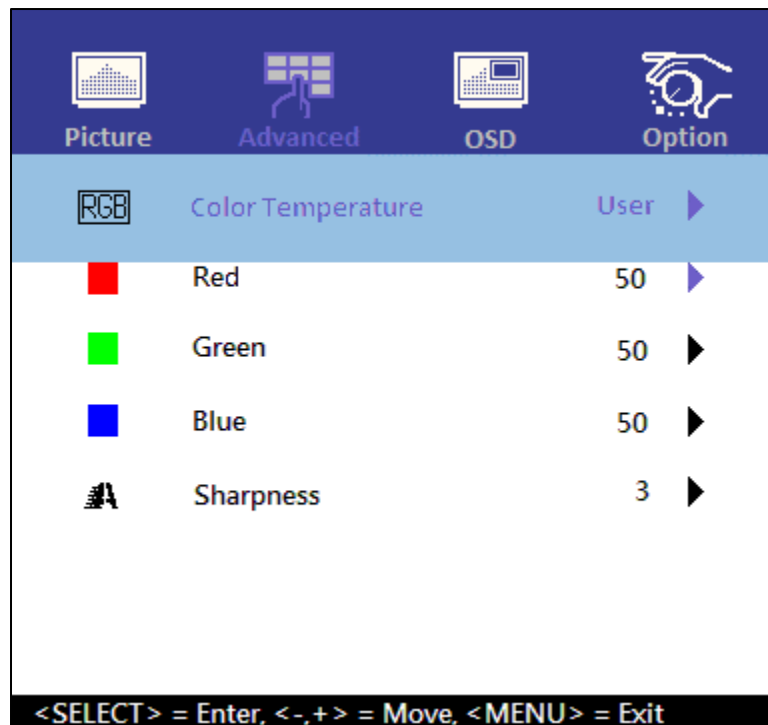 Picture Advanced OSD Option
RGB Color Temperature User
Red 50
Green 50
Blue 50
Sharpness 3
<SELECT> = Enter, <-,+> = Move, <MENU> = Exit